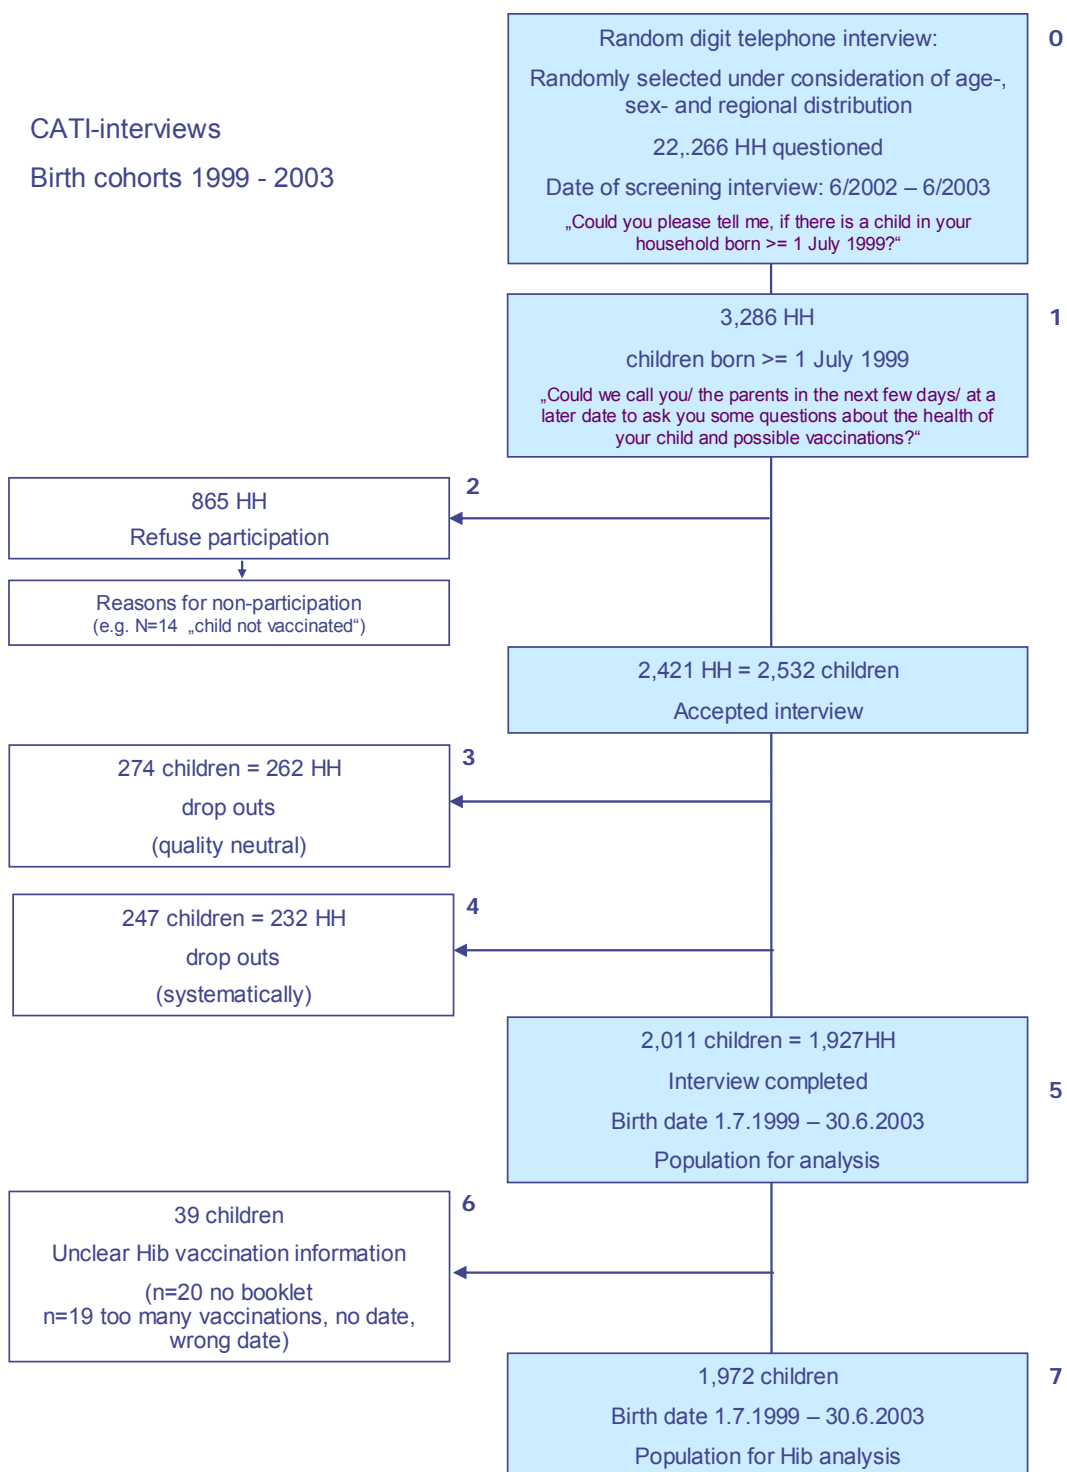 CATI-interviews
Birth cohorts 1999 - 2003
Random digit telephone interview:
Randomly selected under consideration of age-,
sex- and regional distribution
22,.266 HH questioned
Date of screening interview: 6/2002 – 6/2003
„Could you please tell me, if there is a child in your
household born >= 1 July 1999?“
0
3,286 HH
children born >= 1 July 1999
„Could we call you/ the parents in the next few days/ at a
later date to ask you some questions about the health of
your child and possible vaccinations?“
1
865 HH
Refuse participation
2
Reasons for non-participation
(e.g. N=14 „child not vaccinated“)
2,421 HH = 2,532 children
Accepted interview
274 children = 262 HH
drop outs
(quality neutral)
3
247 children = 232 HH
drop outs
(systematically)
4
2,011 children = 1,927HH
Interview completed
Birth date 1.7.1999 – 30.6.2003
Population for analysis
5
39 children
Unclear Hib vaccination information
(n=20 no booklet
n=19 too many vaccinations, no date,
wrong date)
6
1,972 children
Birth date 1.7.1999 – 30.6.2003
Population for Hib analysis
7